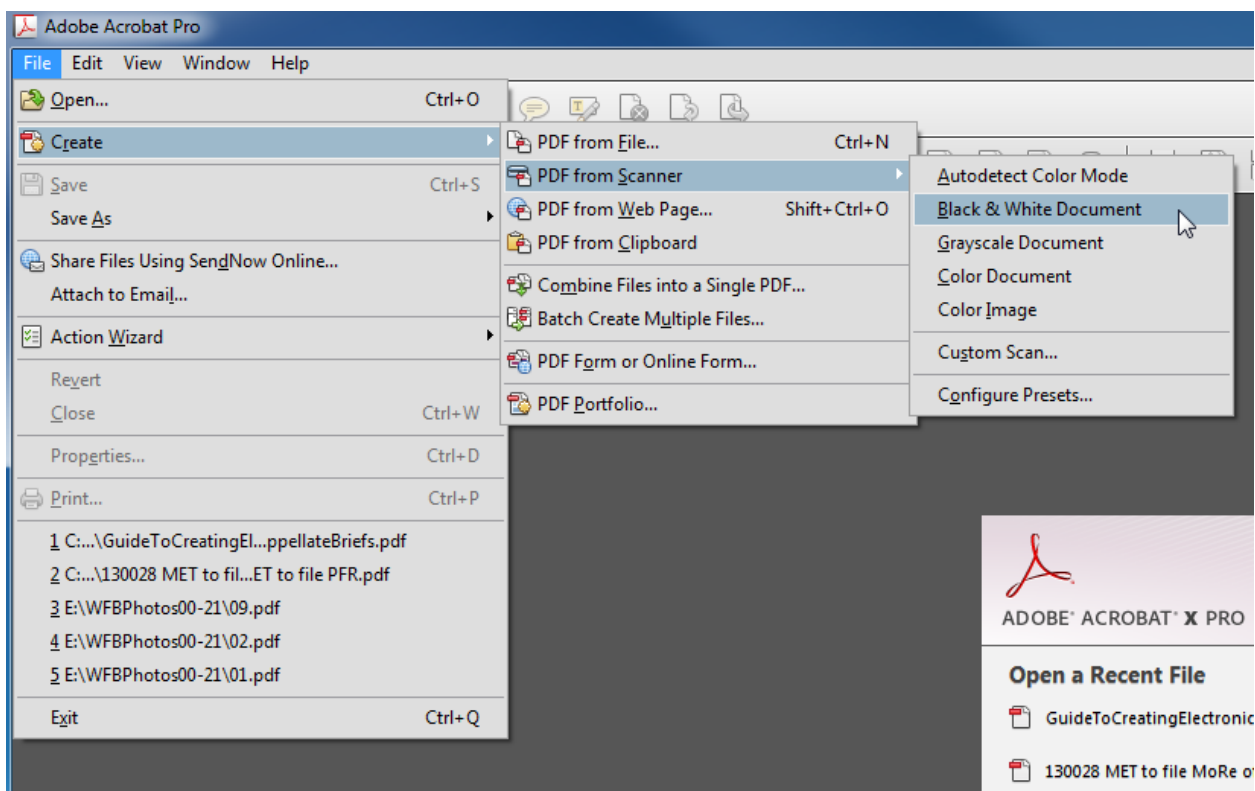 Adobe Acrobat Pro
File Edit View Window Help
Open... Ctrl+O
Create
Save Ctrl+S
Save As
Share Files Using SendNow Online...
Attach to Email...
Action Wizard
Revert
Close Ctrl+W
Properties... Ctrl+D
Print... Ctrl+P
1 C:...\GuideToCreatingEl...ppellateBriefs.pdf
2 C:...\130028 MET to fil...ET to file PFR.pdf
3 E:\WFBPhotos00-21\09.pdf
4 E:\WFBPhotos00-21\02.pdf
5 E:\WFBPhotos00-21\01.pdf
Exit Ctrl+Q
PDF from File... Ctrl+N
PDF from Scanner
PDF from Web Page... Shift+Ctrl+O
PDF from Clipboard
Combine Files into a Single PDF...
Batch Create Multiple Files...
PDF Form or Online Form...
PDF Portfolio...
Autodetect Color Mode
Black & White Document
Grayscale Document
Color Document
Color Image
Custom Scan...
Configure Presets...
ADOBE® ACROBAT® X PRO
Open a Recent File
GuideToCreatingElectronic
130028 MET to file MoRe of